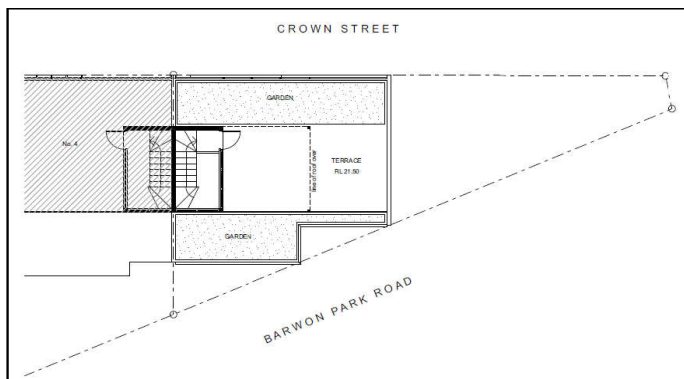 CROWN STREET
GARDEN
No. 4
line of roof over
TERRACE
RL 21.50
GARDEN
BARWON PARK ROAD